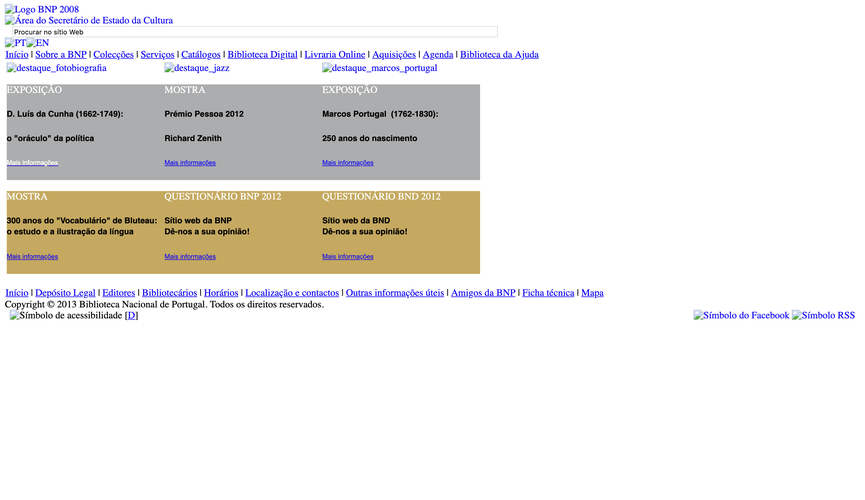 Logo BNP 2008
Área do Secretário de Estado da Cultura
Procurar no sítio Web
PT EN
Início | Sobre a BNP | Colecções | Serviços | Catálogos | Biblioteca Digital | Livraria Online | Aquisições | Agenda | Biblioteca da Ajuda
destaque_fotobiografia destaque_jazz destaque_marcos_portugal
EXPOSIÇÃO MOSTRA EXPOSIÇÃO
D. Luís da Cunha (1662-1749): Prémio Pessoa 2012 Marcos Portugal (1762-1830):
o "oráculo" da política Richard Zenith 250 anos do nascimento
Mais informações Mais informações Mais informações
MOSTRA QUESTIONÁRIO BNP 2012 QUESTIONÁRIO BND 2012
300 anos do "Vocabulário" de Bluteau: Sítio web da BNP Sítio web da BND
o estudo e a ilustração da língua Dê-nos a sua opinião! Dê-nos a sua opinião!
Mais informações Mais informações Mais informações
Início | Depósito Legal | Editores | Bibliotecários | Horários | Localização e contactos | Outras informações úteis | Amigos da BNP | Ficha técnica | Mapa
Copyright © 2013 Biblioteca Nacional de Portugal. Todos os direitos reservados.
Símbolo de acessibilidade [D] Símbolo do Facebook Símbolo RSS